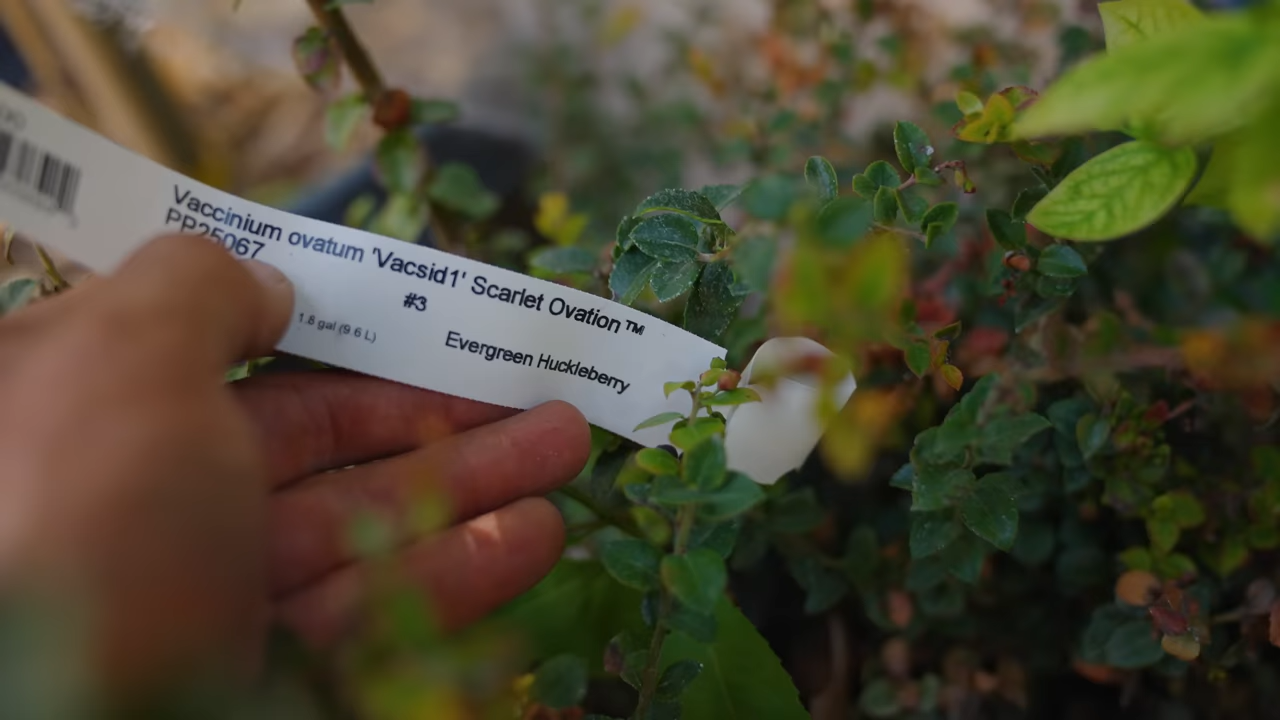 Vaccinium ovatum 'Vacsid1' Scarlet Ovation™
PP25067
#3
1.8 gal (9.6 L)
Evergreen Huckleberry